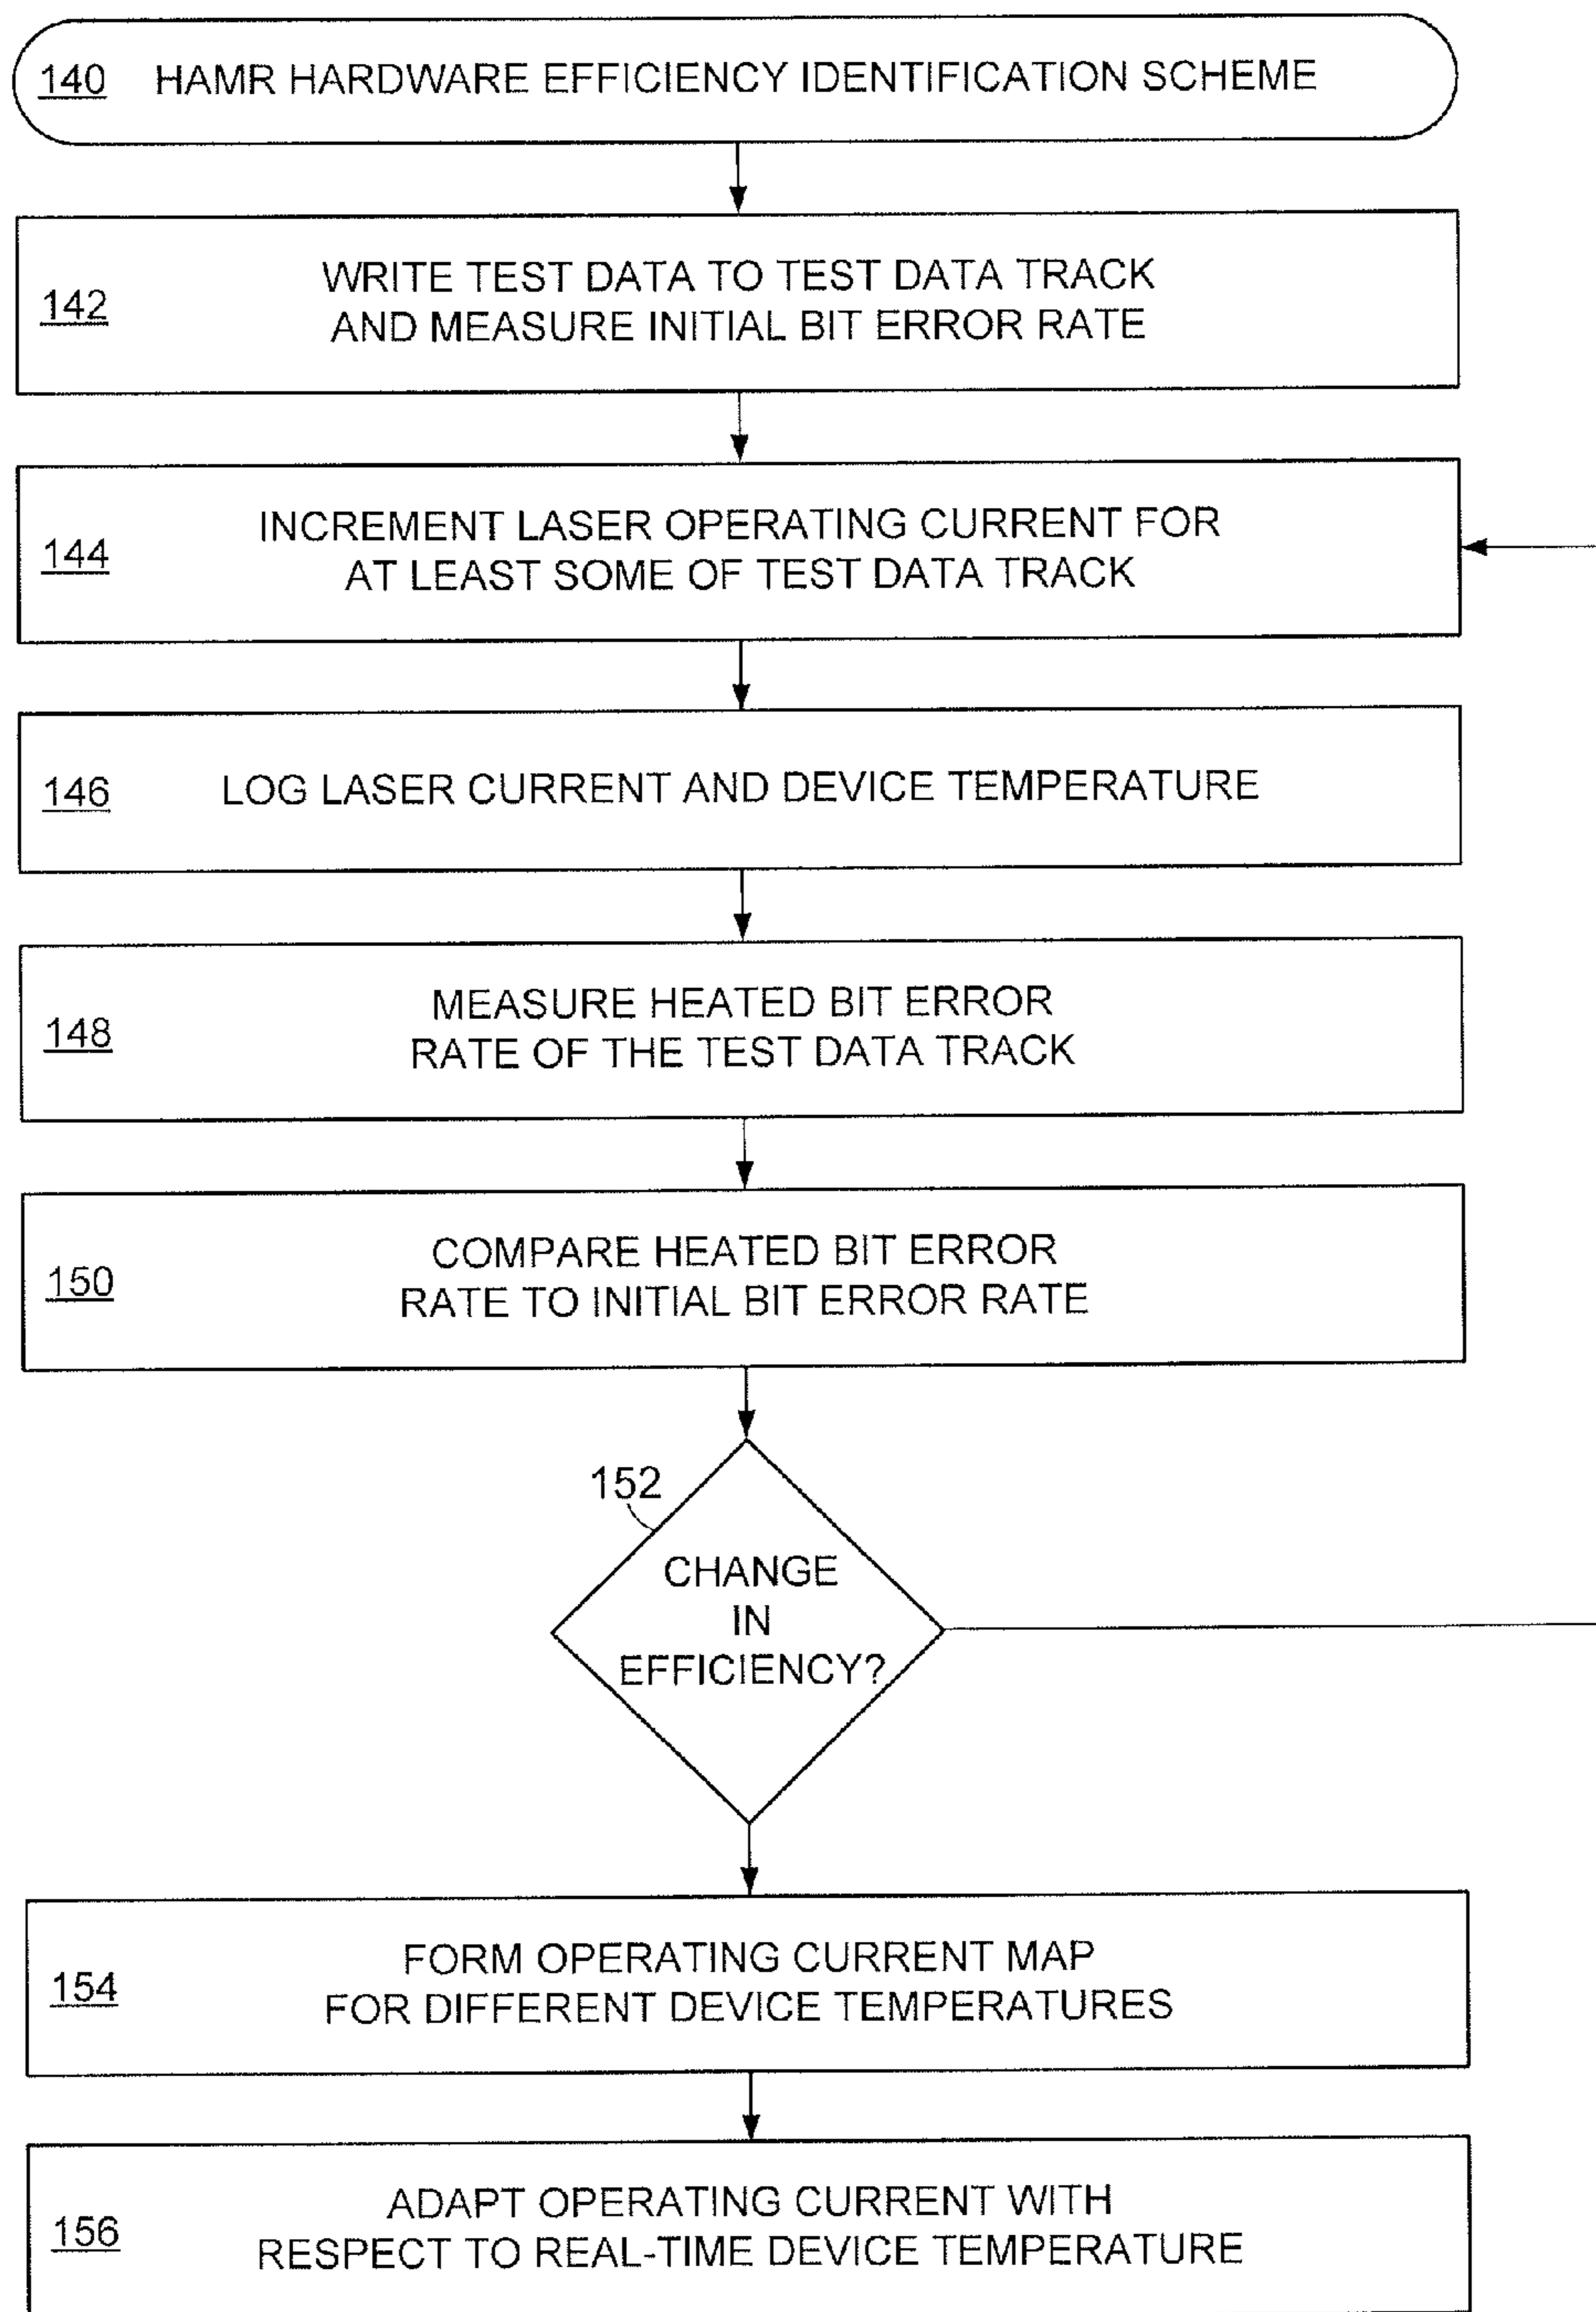 140 HAMR HARDWARE EFFICIENCY IDENTIFICATION SCHEME
WRITE TEST DATA TO TEST DATA TRACK
142
AND MEASURE INITIAL BIT ERROR RATE
INCREMENT LASER OPERATING CURRENT FOR
144
AT LEAST SOME OF TEST DATA TRACK
146 LOG LASER CURRENT AND DEVICE TEMPERATURE
MEASURE HEATED BIT ERROR
148
RATE OF THE TEST DATA TRACK
COMPARE HEATED BIT ERROR
150
RATE TO INITIAL BIT ERROR RATE
152
CHANGE
IN
EFFICIENCY?
FORM OPERATING CURRENT MAP
154
FOR DIFFERENT DEVICE TEMPERATURES
ADAPT OPERATING CURRENT WITH
156
RESPECT TO REAL-TIME DEVICE TEMPERATURE